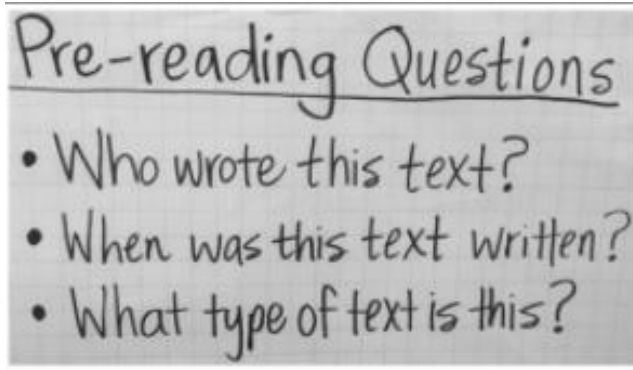 Pre-reading Questions
• Who wrote this text?
• When was this text written?
• What type of text is this?